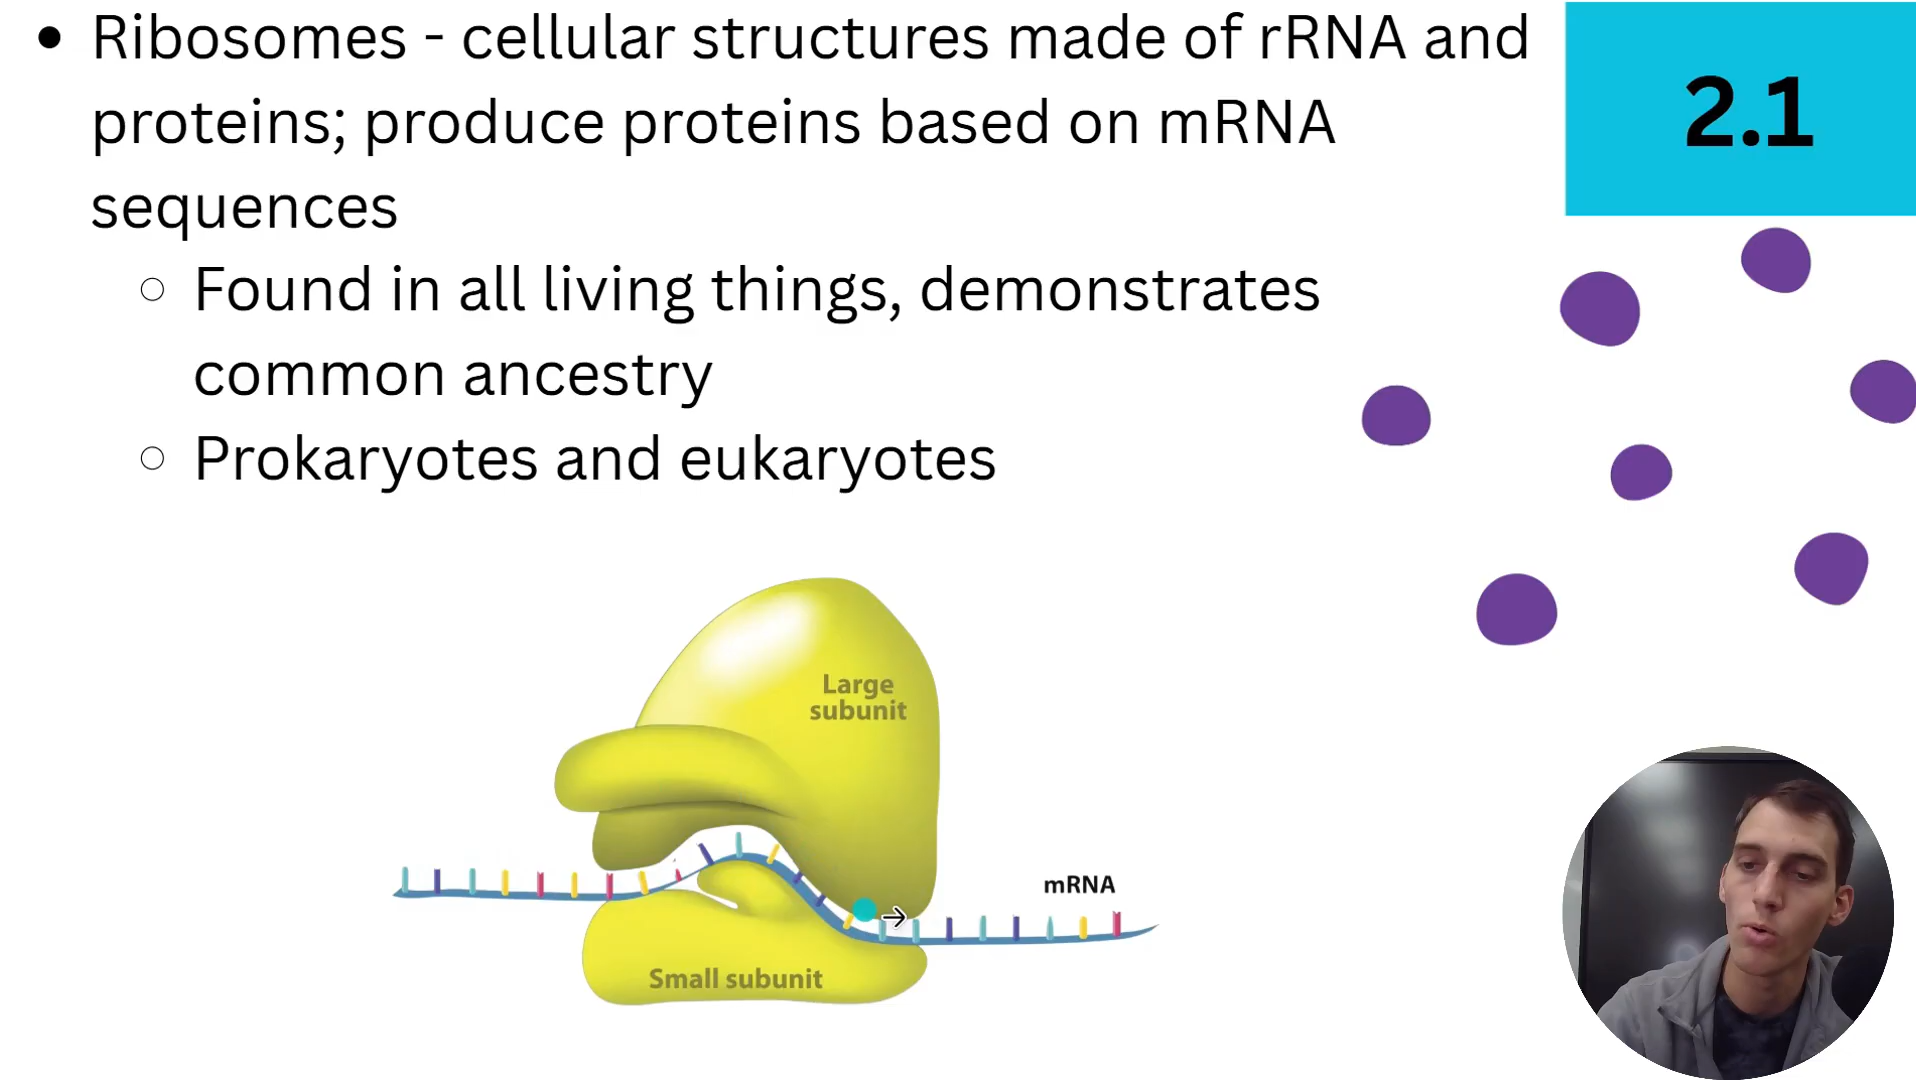 Ribosomes - cellular structures made of rRNA and
proteins; produce proteins based on mRNA
sequences
Found in all living things, demonstrates
common ancestry
Prokaryotes and eukaryotes
2.1
Large
subunit
mRNA
Small subunit